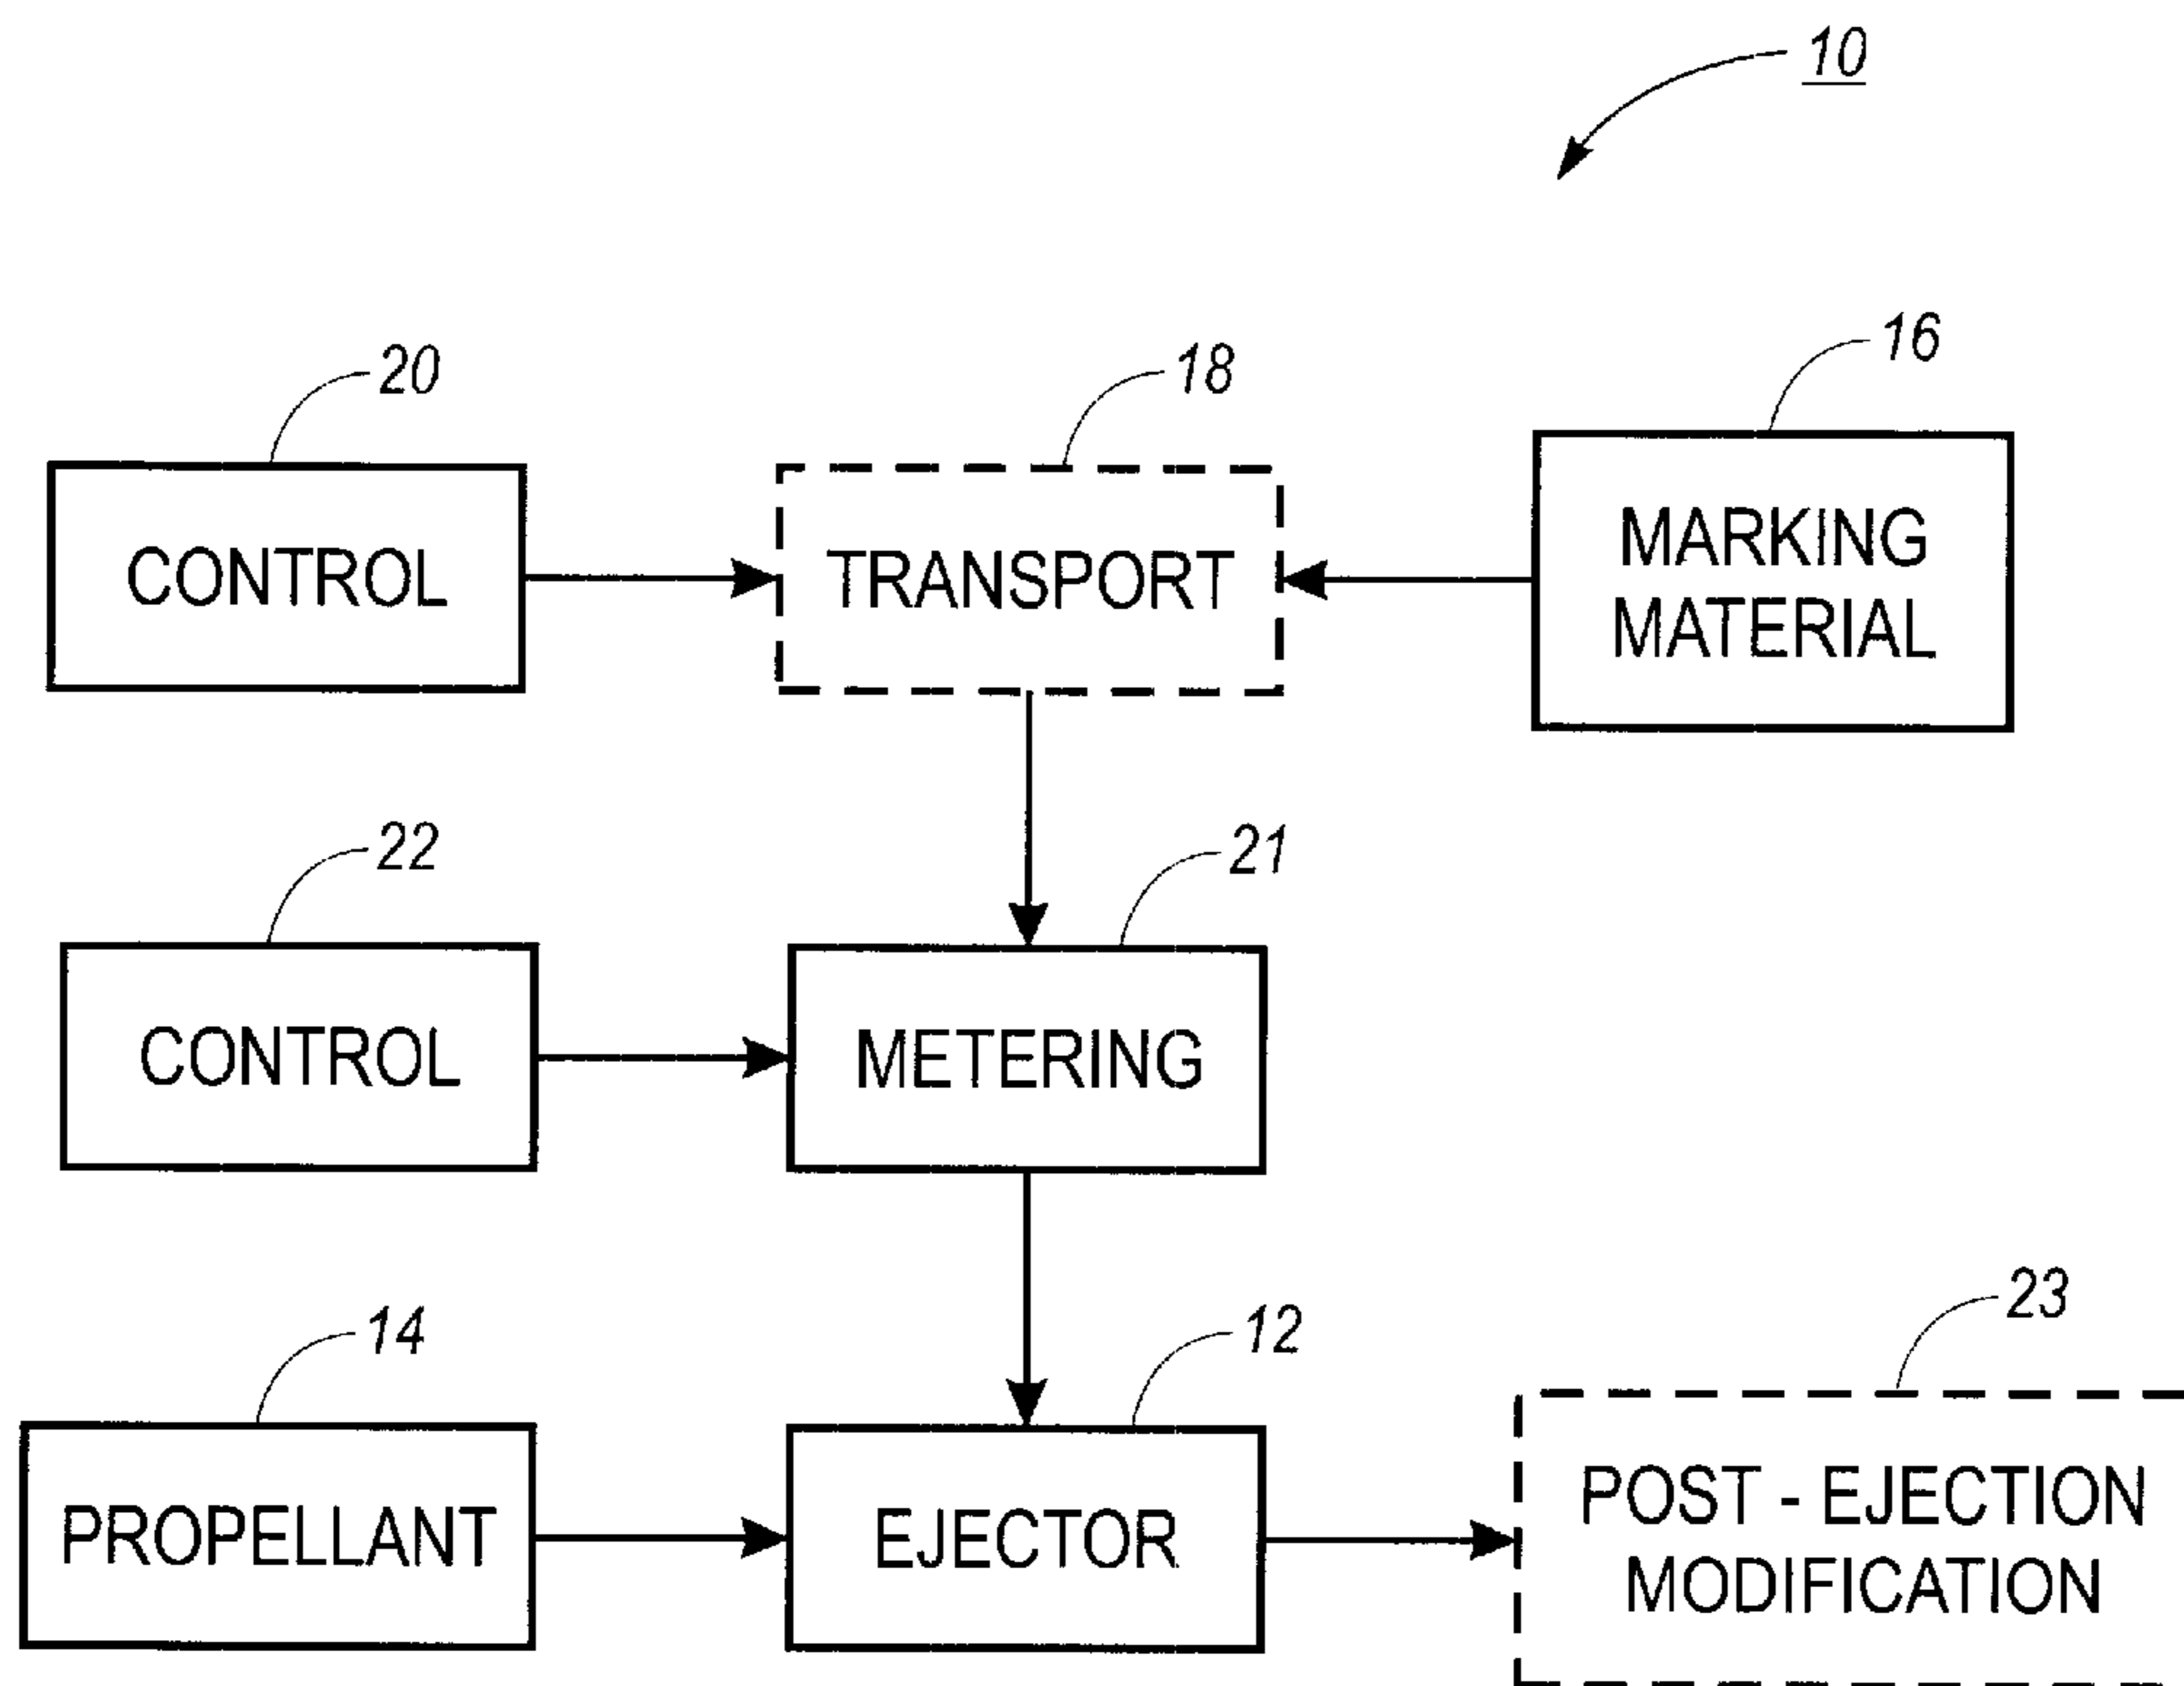 10
20
18
16
CONTROL
TRANSPORT
MARKING
MATERIAL
22
21
CONTROL
METERING
14
12
23
PROPELLANT
EJECTOR
POST - EJECTION
MODIFICATION